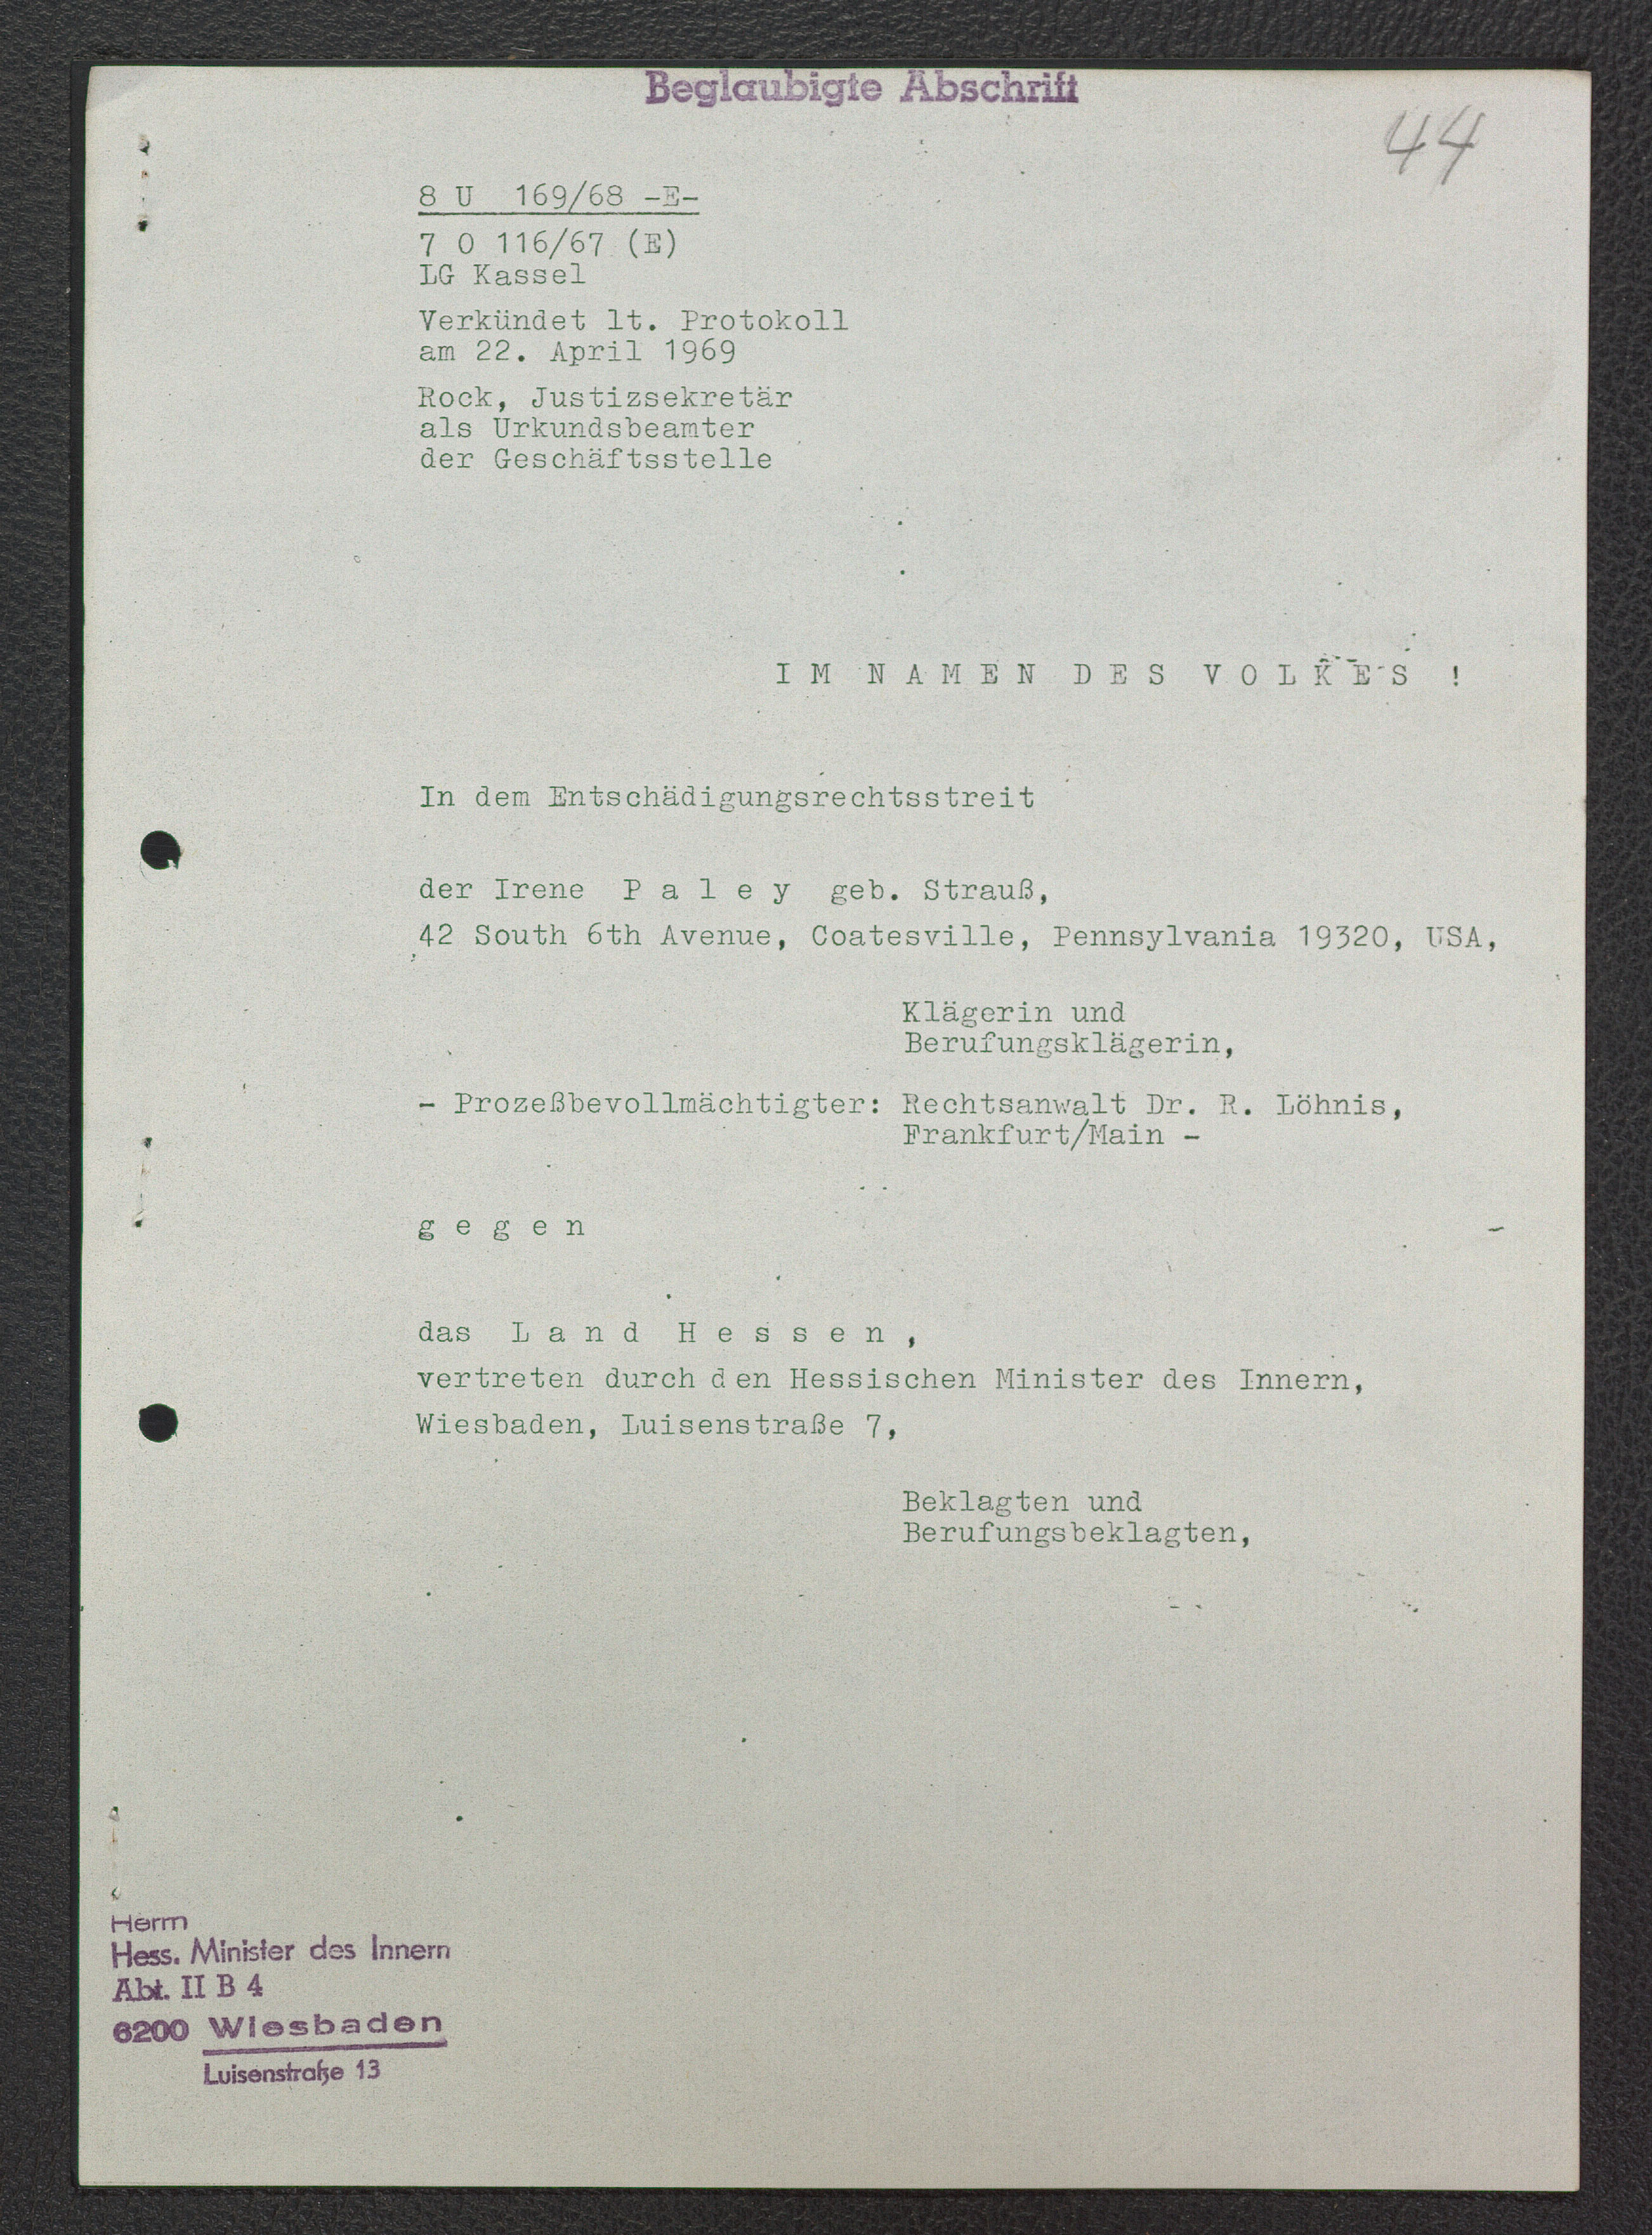 Beglaubigte Abschrift
44
8 U 169/68 -E-
7 O 116/67 (E)
LG Kassel
Verkündet lt. Protokoll
am 22. April 1969
Rock, Justizsekretär
als Urkundsbeamter
der Geschäftsstelle
I M N A M E N D E S V O L K E S !
In dem Entschädigungsrechtsstreit
der Irene P a l e y geb. Strauß,
42 South 6th Avenue, Coatesville, Pennsylvania 19320, USA,
Klägerin und
Berufungsklägerin,
- Prozeßbevollmächtigter: Rechtsanwalt Dr. R. Löhnis,
Frankfurt/Main -
g e g e n
das L a n d H e s s e n ,
vertreten durch den Hessischen Minister des Innern,
Wiesbaden, Luisenstraße 7,
Beklagten und
Berufungsbeklagten,
Herrn
Hess. Minister des Innern
Abt. II B 4
6200 Wiesbaden
Luisenstraße 13